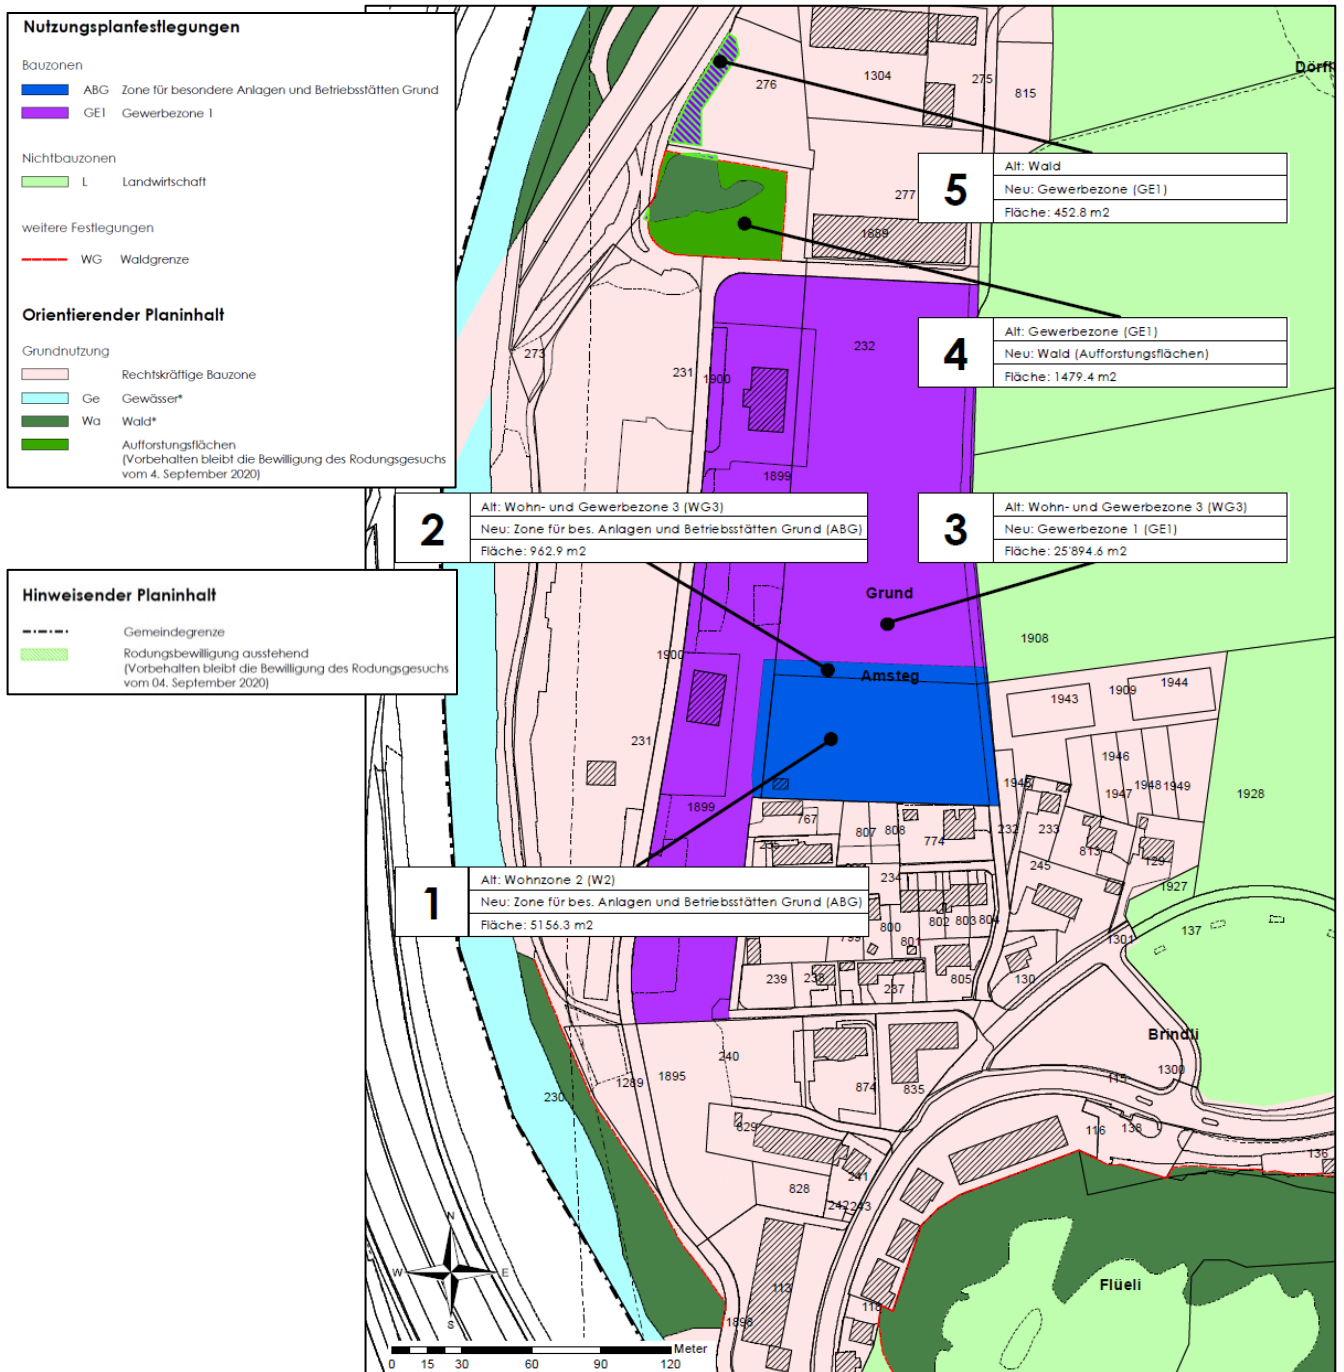 Nutzungsplanfestlegungen
Bauzonen
ABG Zone für besondere Anlagen und Betriebsstätten Grund
GE1 Gewerbezone 1
Nichtbauzonen
L Landwirtschaft
weitere Festlegungen
WG Waldgrenze
Orientierender Planinhalt
Grundnutzung
Rechtskräftige Bauzone
Ge Gewässer*
Wa Wald*
Aufforstungsflächen
(Vorbehalten bleibt die Bewilligung des Rodungsgesuchs
vom 4. September 2020)
Hinweisender Planinhalt
Gemeindegrenze
Rodungsbewilligung ausstehend
(Vorbehalten bleibt die Bewilligung des Rodungsgesuchs
vom 04. September 2020)
276
1304
275
815
Dörfl
5
Alt: Wald
Neu: Gewerbezone (GE1)
Fläche: 452.8 m2
277
1889
4
Alt: Gewerbezone (GE1)
Neu: Wald (Aufforstungsflächen)
Fläche: 1479.4 m2
273
231
1900
232
1899
2
Alt: Wohn- und Gewerbezone 3 (WG3)
Neu: Zone für bes. Anlagen und Betriebsstätten Grund (ABG)
Fläche: 962.9 m2
3
Alt: Wohn- und Gewerbezone 3 (WG3)
Neu: Gewerbezone 1 (GE1)
Fläche: 25'894.6 m2
Grund
1908
1900
Amsteg
1943
1909
1944
231
1946
1947
1948
1949
1928
1899
767
807
808
774
232
233
813
129
245
1927
234
1
Alt: Wohnzone 2 (W2)
Neu: Zone für bes. Anlagen und Betriebsstätten Grund (ABG)
Fläche: 5156.3 m2
800
801
802
803
804
137
1301
239
238
237
805
130
Brindli
1300
115
240
1289
1895
874
835
230
829
116
138
136
241
828
242
243
Flüeli
113
118
1898
N
W
E
S
Meter
0 15 30 60 90 120